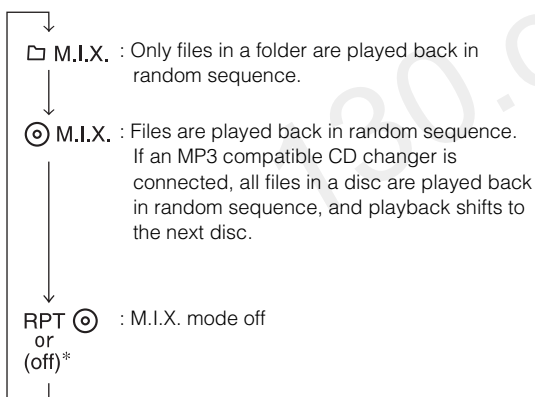 M.I.X. : Only files in a folder are played back in
random sequence.
M.I.X. : Files are played back in random sequence.
If an MP3 compatible CD changer is
connected, all files in a disc are played back
in random sequence, and playback shifts to
the next disc.
RPT : M.I.X. mode off
or
(off)*
130.c